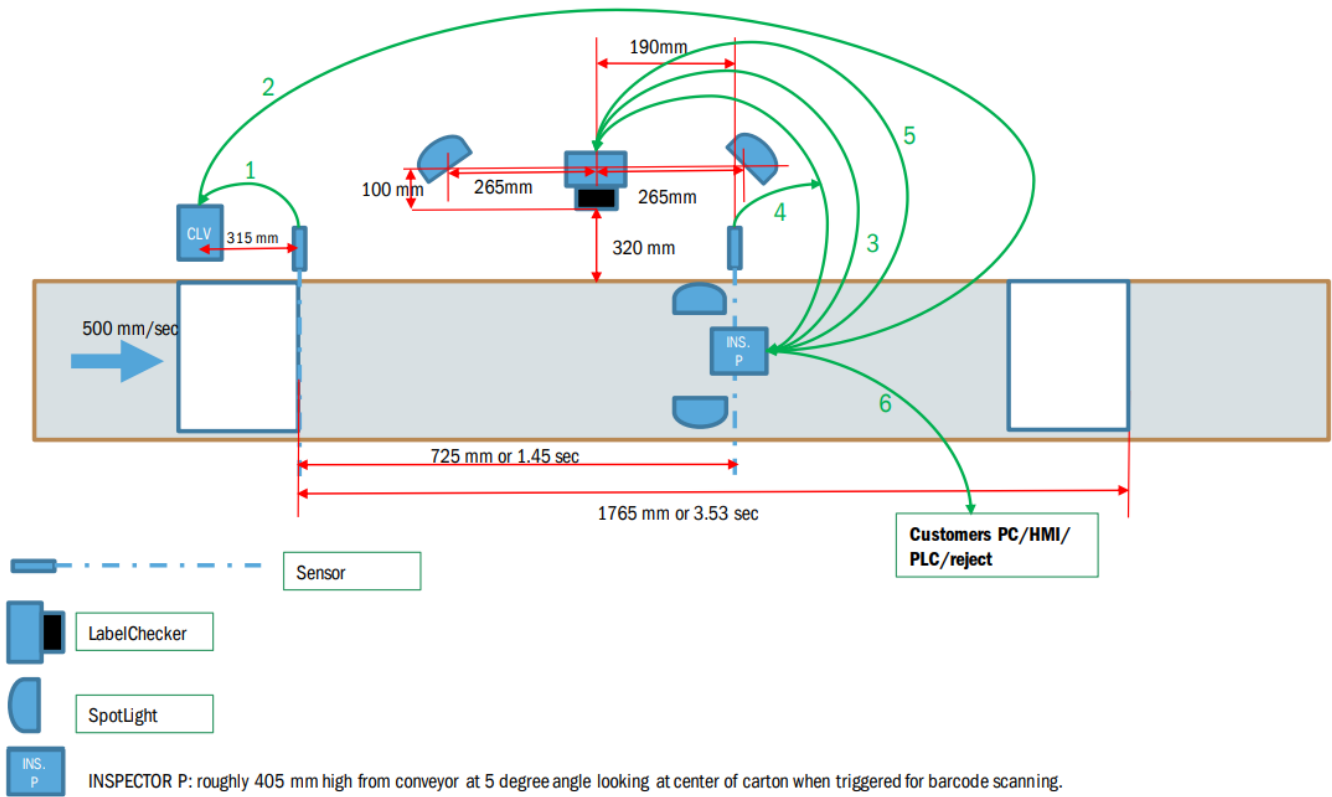 190mm
2
5
1
100 mm
265mm
265mm
4
CLV
315 mm
320 mm
3
500 mm/sec
INS.
P
6
725 mm or 1.45 sec
1765 mm or 3.53 sec
Customers PC/HMI/
PLC/reject
Sensor
LabelChecker
SpotLight
INS.
P
INSPECTOR P: roughly 405 mm high from conveyor at 5 degree angle looking at center of carton when triggered for barcode scanning.